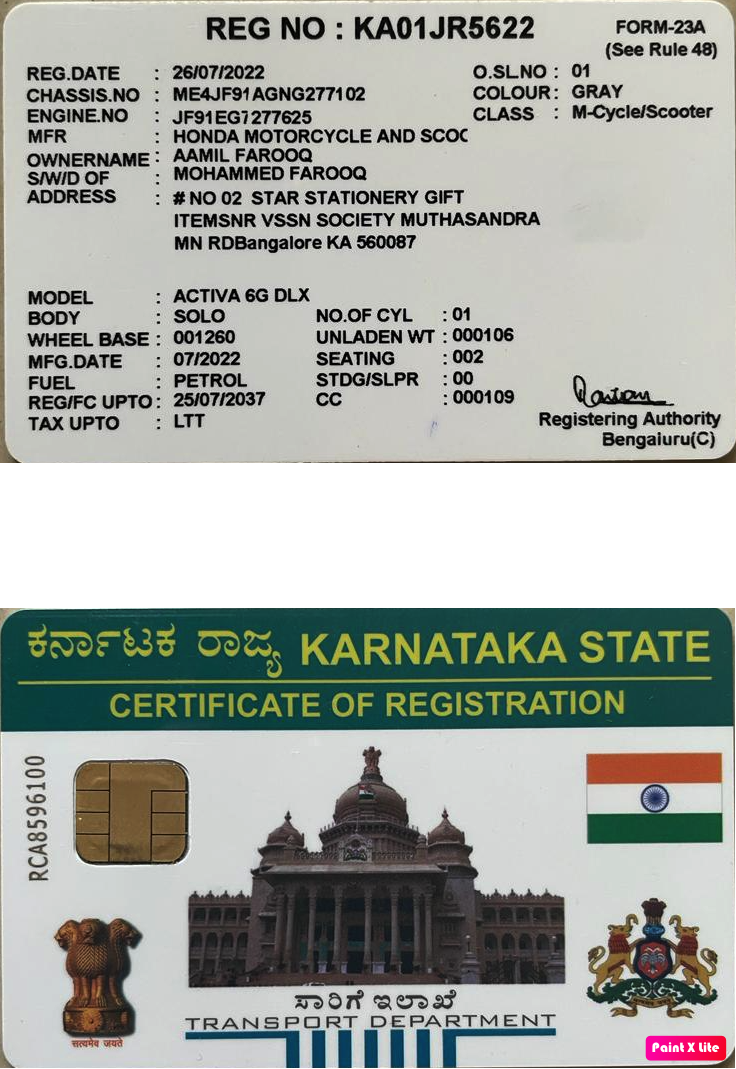 REG NO : KA01JR5622
FORM-23A
(See Rule 48)
REG.DATE : 26/07/2022 O.SL.NO : 01
CHASSIS.NO : ME4JF91AGNG277102 COLOUR : GRAY
ENGINE.NO : JF91EG7277625 CLASS : M-Cycle/Scooter
MFR : HONDA MOTORCYCLE AND SCOO
OWNERNAME : AAMIL FAROOQ
S/W/D OF : MOHAMMED FAROOQ
ADDRESS : # NO 02 STAR STATIONERY GIFT
ITEMSNR VSSN SOCIETY MUTHASANDRA
MN RDBangalore KA 560087
MODEL : ACTIVA 6G DLX
BODY : SOLO NO.OF CYL : 01
WHEEL BASE : 001260 UNLADEN WT : 000106
MFG.DATE : 07/2022 SEATING : 002
FUEL : PETROL STDG/SLPR : 00
REG/FC UPTO : 25/07/2037 CC : 000109
TAX UPTO : LTT
Registering Authority
Bengaluru(C)
ಕರ್ನಾಟಕ ರಾಜ್ಯ KARNATAKA STATE
CERTIFICATE OF REGISTRATION
RCA8596100
सत्यमेव जयते
ಸಾರಿಗೆ ಇಲಾಖೆ
TRANSPORT DEPARTMENT
Paint X Lite